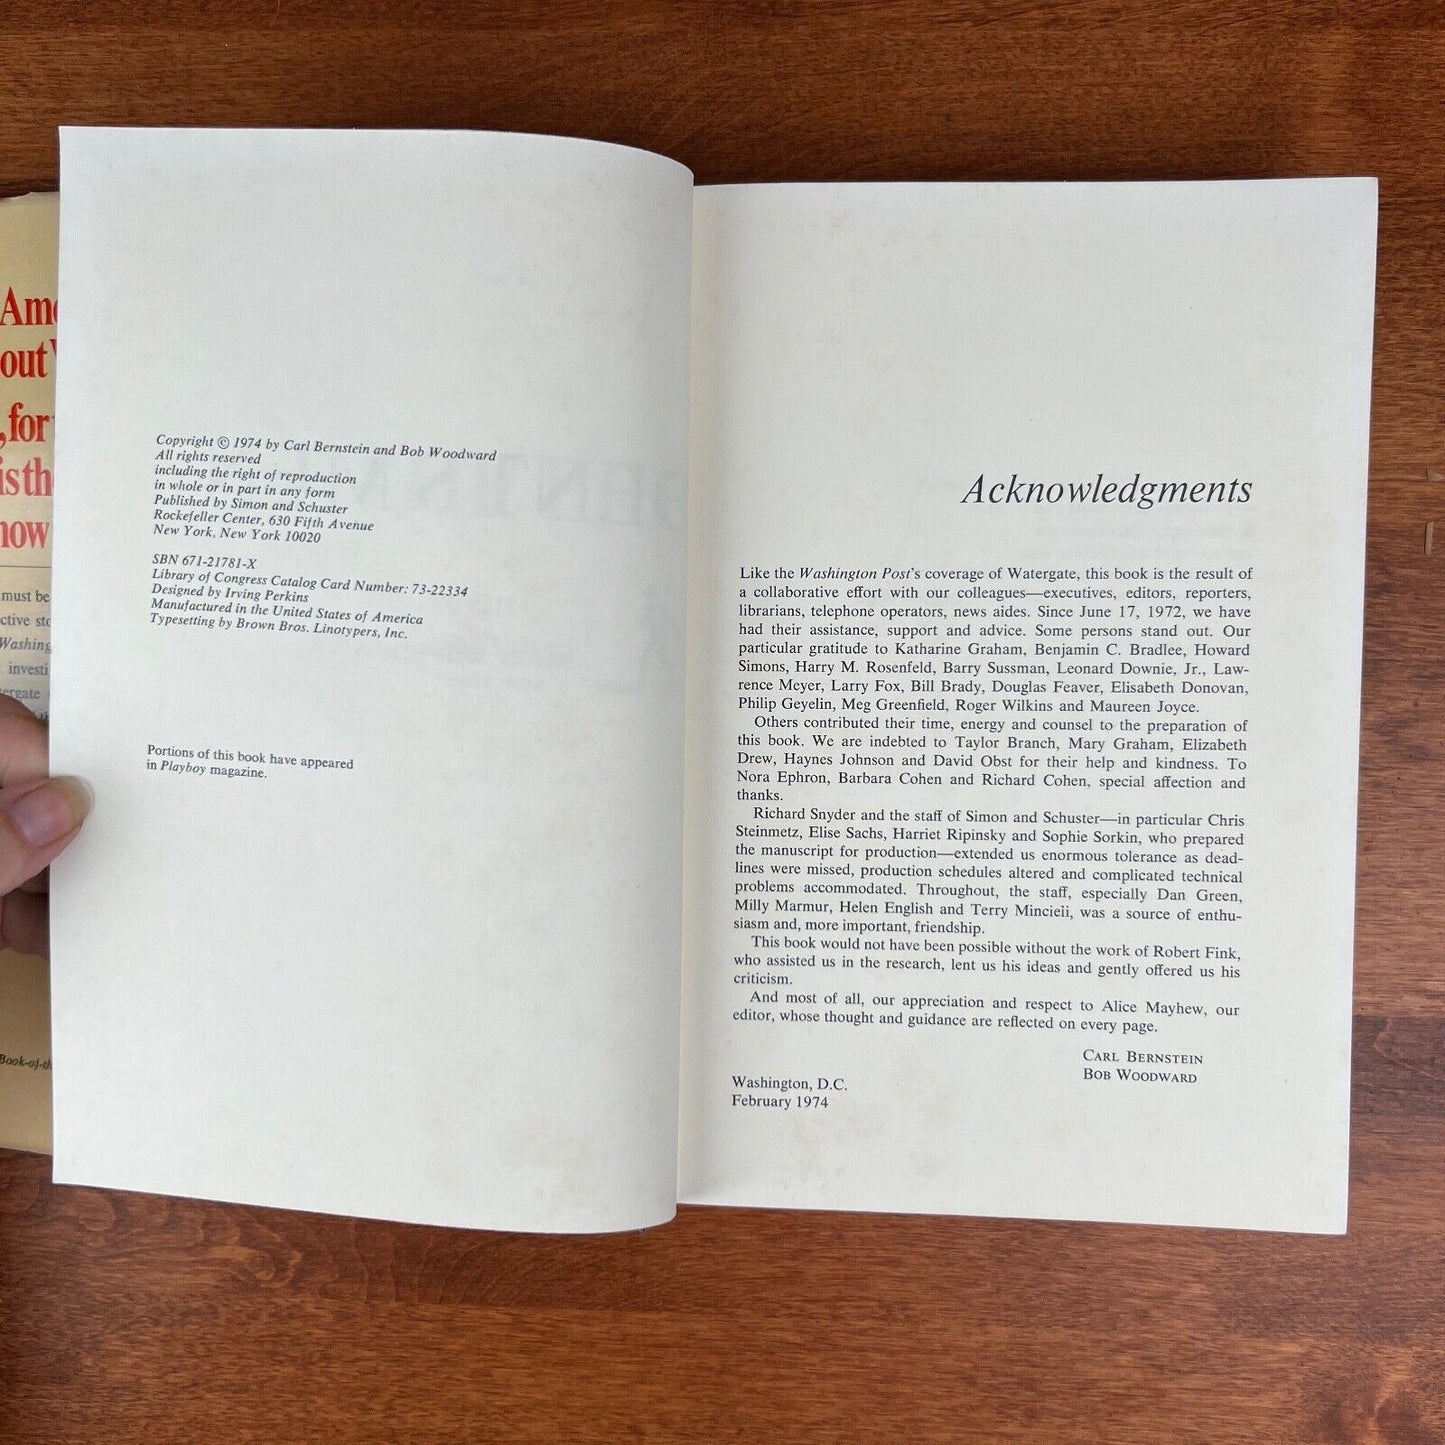 Ame
out
,for
is the
now
must be
ctive sto
Washing
investi
ergate
Book-of-th
Copyright © 1974 by Carl Bernstein and Bob Woodward
All rights reserved
including the right of reproduction
in whole or in part in any form
Published by Simon and Schuster
Rockefeller Center, 630 Fifth Avenue
New York, New York 10020
SBN 671-21781-X
Library of Congress Catalog Card Number: 73-22334
Designed by Irving Perkins
Manufactured in the United States of America
Typesetting by Brown Bros. Linotypers, Inc.
Portions of this book have appeared
in Playboy magazine.
Acknowledgments
Like the Washington Post's coverage of Watergate, this book is the result of
a collaborative effort with our colleagues—executives, editors, reporters,
librarians, telephone operators, news aides. Since June 17, 1972, we have
had their assistance, support and advice. Some persons stand out. Our
particular gratitude to Katharine Graham, Benjamin C. Bradlee, Howard
Simons, Harry M. Rosenfeld, Barry Sussman, Leonard Downie, Jr., Law-
rence Meyer, Larry Fox, Bill Brady, Douglas Feaver, Elisabeth Donovan,
Philip Geyelin, Meg Greenfield, Roger Wilkins and Maureen Joyce.
Others contributed their time, energy and counsel to the preparation of
this book. We are indebted to Taylor Branch, Mary Graham, Elizabeth
Drew, Haynes Johnson and David Obst for their help and kindness. To
Nora Ephron, Barbara Cohen and Richard Cohen, special affection and
thanks.
Richard Snyder and the staff of Simon and Schuster—in particular Chris
Steinmetz, Elise Sachs, Harriet Ripinsky and Sophie Sorkin, who prepared
the manuscript for production—extended us enormous tolerance as dead-
lines were missed, production schedules altered and complicated technical
problems accommodated. Throughout, the staff, especially Dan Green,
Milly Marmur, Helen English and Terry Mincieli, was a source of enthu-
siasm and, more important, friendship.
This book would not have been possible without the work of Robert Fink,
who assisted us in the research, lent us his ideas and gently offered us his
criticism.
And most of all, our appreciation and respect to Alice Mayhew, our
editor, whose thought and guidance are reflected on every page.
CARL BERNSTEIN
BOB WOODWARD
Washington, D.C.
February 1974